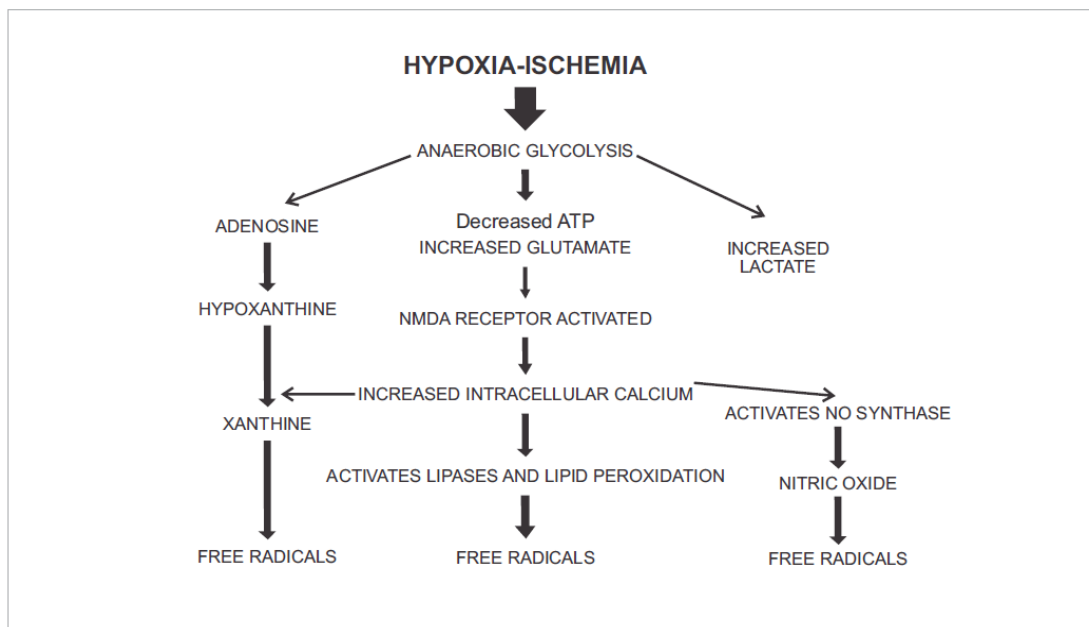 HYPOXIA-ISCHEMIA
ANAEROBIC GLYCOLYSIS
ADENOSINE
Decreased ATP
INCREASED GLUTAMATE
INCREASED
LACTATE
HYPOXANTHINE
NMDA RECEPTOR ACTIVATED
INCREASED INTRACELLULAR CALCIUM
XANTHINE
ACTIVATES NO SYNTHASE
ACTIVATES LIPASES AND LIPID PEROXIDATION
NITRIC OXIDE
FREE RADICALS
FREE RADICALS
FREE RADICALS